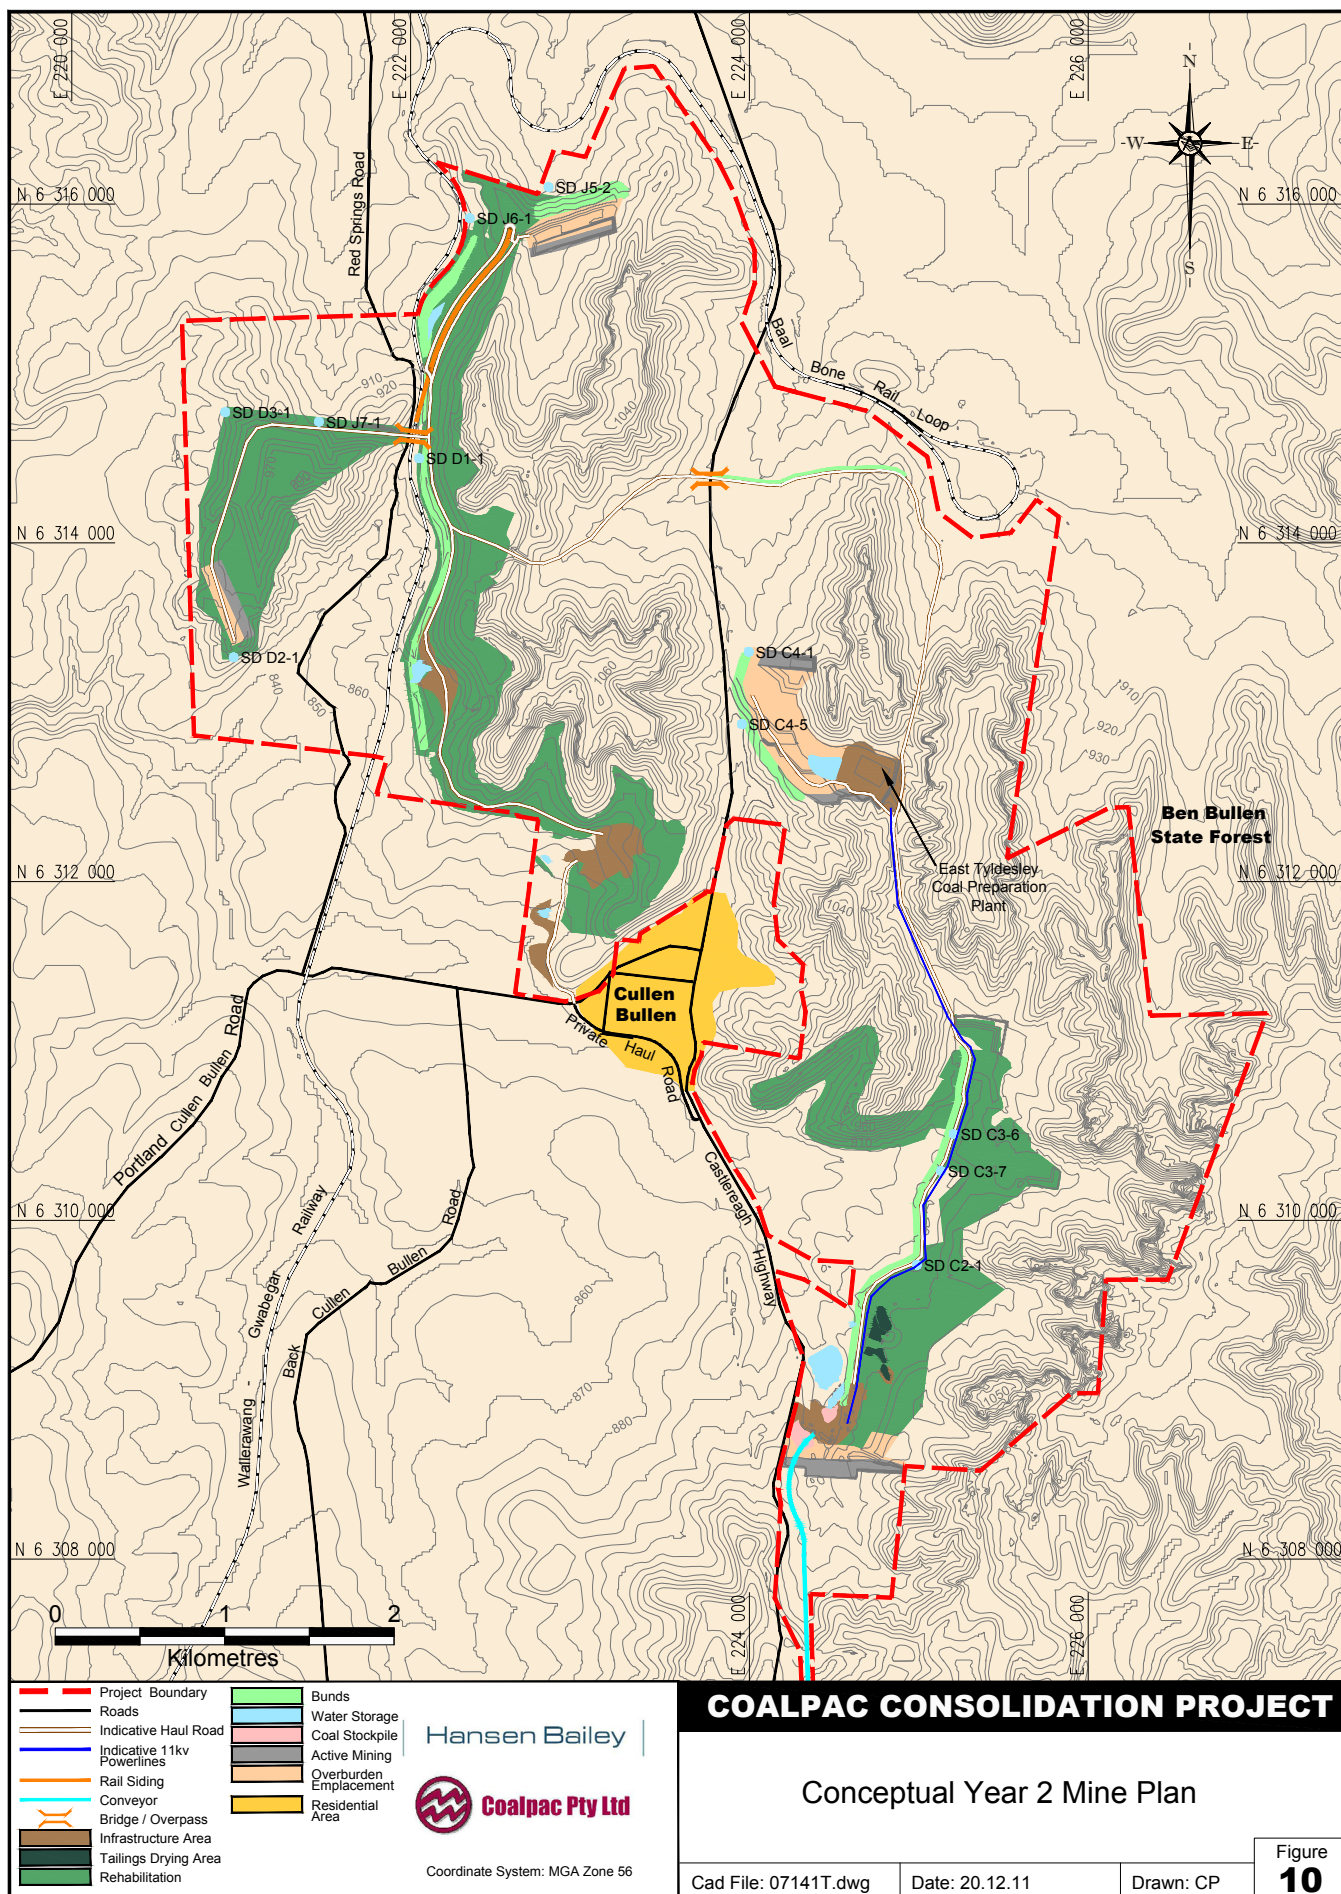 E 220 000
E 222 000
E 224 000
E 226 000
N
-W
E-
S
N 6 316 000
N 6 316 000
Red Springs Road
SD J5-2
SD J6-1
Baal
Bone
Rail
Loop
910
920
1040
SD D3-1
SD J7-1
SD D1-1
970
890
N 6 314 000
N 6 314 000
SD D2-1
840
850
860
1060
1040
SD C4-1
SD C4-5
910
920
930
Ben Bullen
State Forest
East Tyldesley
Coal Preparation
Plant
N 6 312 000
N 6 312 000
1040
Cullen
Bullen
Private
Haul
Road
Portland Cullen Bullen Road
SD C3-6
SD C3-7
Castlereagh
Highway
N 6 310 000
N 6 310 000
SD C2-1
Wallerawang - Gwabegar Railway
Back Cullen Bullen Road
860
870
880
1050
N 6 308 000
N 6 308 000
E 224 000
E 226 000
0 1 2
Kilometres
Project Boundary
Roads
Indicative Haul Road
Indicative 11kv
Powerlines
Rail Siding
Conveyor
Bridge / Overpass
Infrastructure Area
Tailings Drying Area
Rehabilitation
Bunds
Water Storage
Coal Stockpile
Active Mining
Overburden
Emplacement
Residential
Area
Hansen Bailey
Coalpac Pty Ltd
Coordinate System: MGA Zone 56
COALPAC CONSOLIDATION PROJECT
Conceptual Year 2 Mine Plan
Cad File: 07141T.dwg
Date: 20.12.11
Drawn: CP
Figure
10